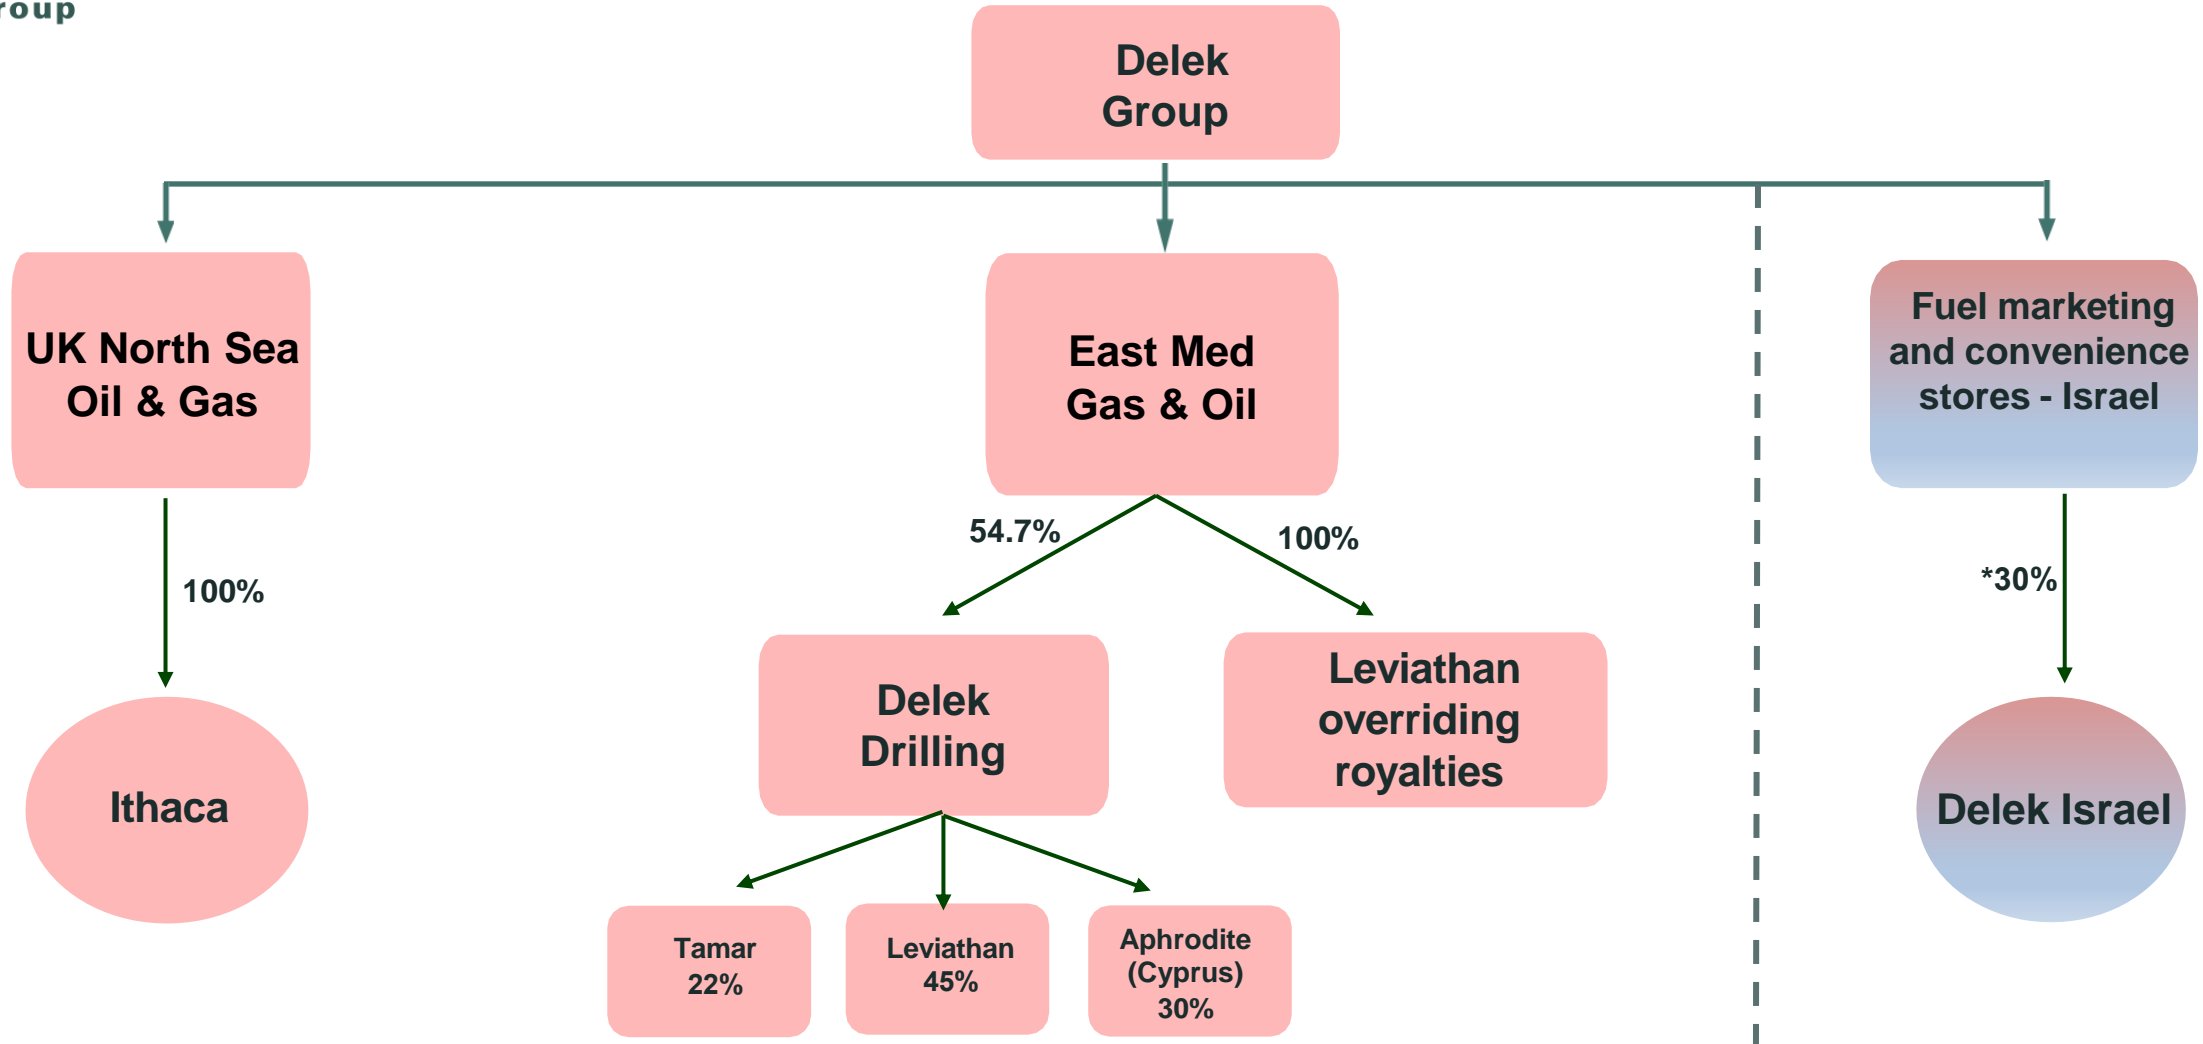 Delek
Group
UK North Sea
Oil & Gas
East Med
Gas & Oil
Fuel marketing
and convenience
stores - Israel
54.7%
100%
100%
*30%
Delek
Drilling
Leviathan
overriding
royalties
Ithaca
Delek Israel
Tamar
22%
Leviathan
45%
Aphrodite
(Cyprus)
30%